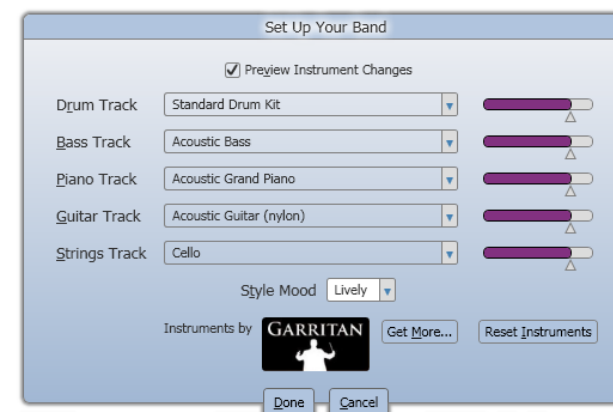 Set Up Your Band
Preview Instrument Changes
Drum Track Standard Drum Kit
Bass Track Acoustic Bass
Piano Track Acoustic Grand Piano
Guitar Track Acoustic Guitar (nylon)
Strings Track Cello
Style Mood Lively
Instruments by GARRITAN Get More... Reset Instruments
Done Cancel